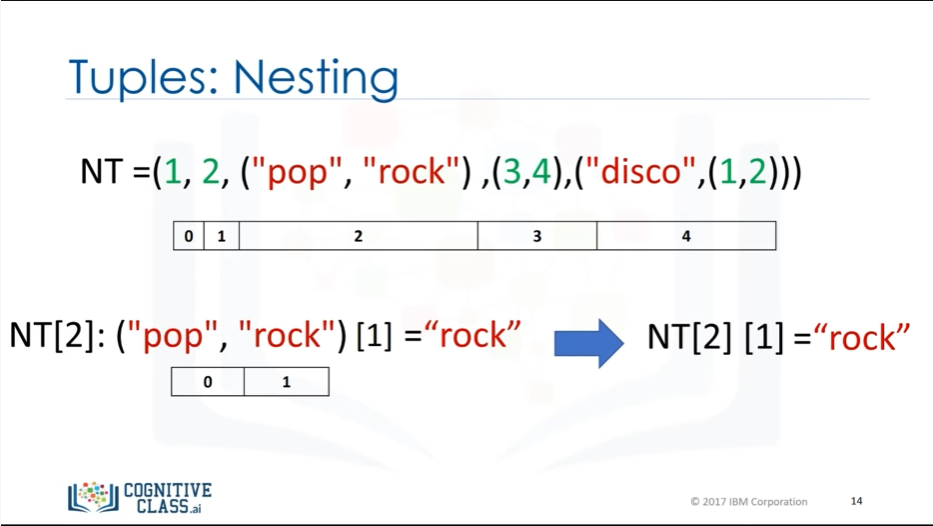 Tuples: Nesting
NT =(1, 2, ("pop", "rock") ,(3,4),("disco",(1,2)))
0 1 2 3 4
NT[2]: ("pop", "rock") [1] =“rock” NT[2] [1] =“rock”
0 1
COGNITIVE
CLASS.ai
© 2017 IBM Corporation 14